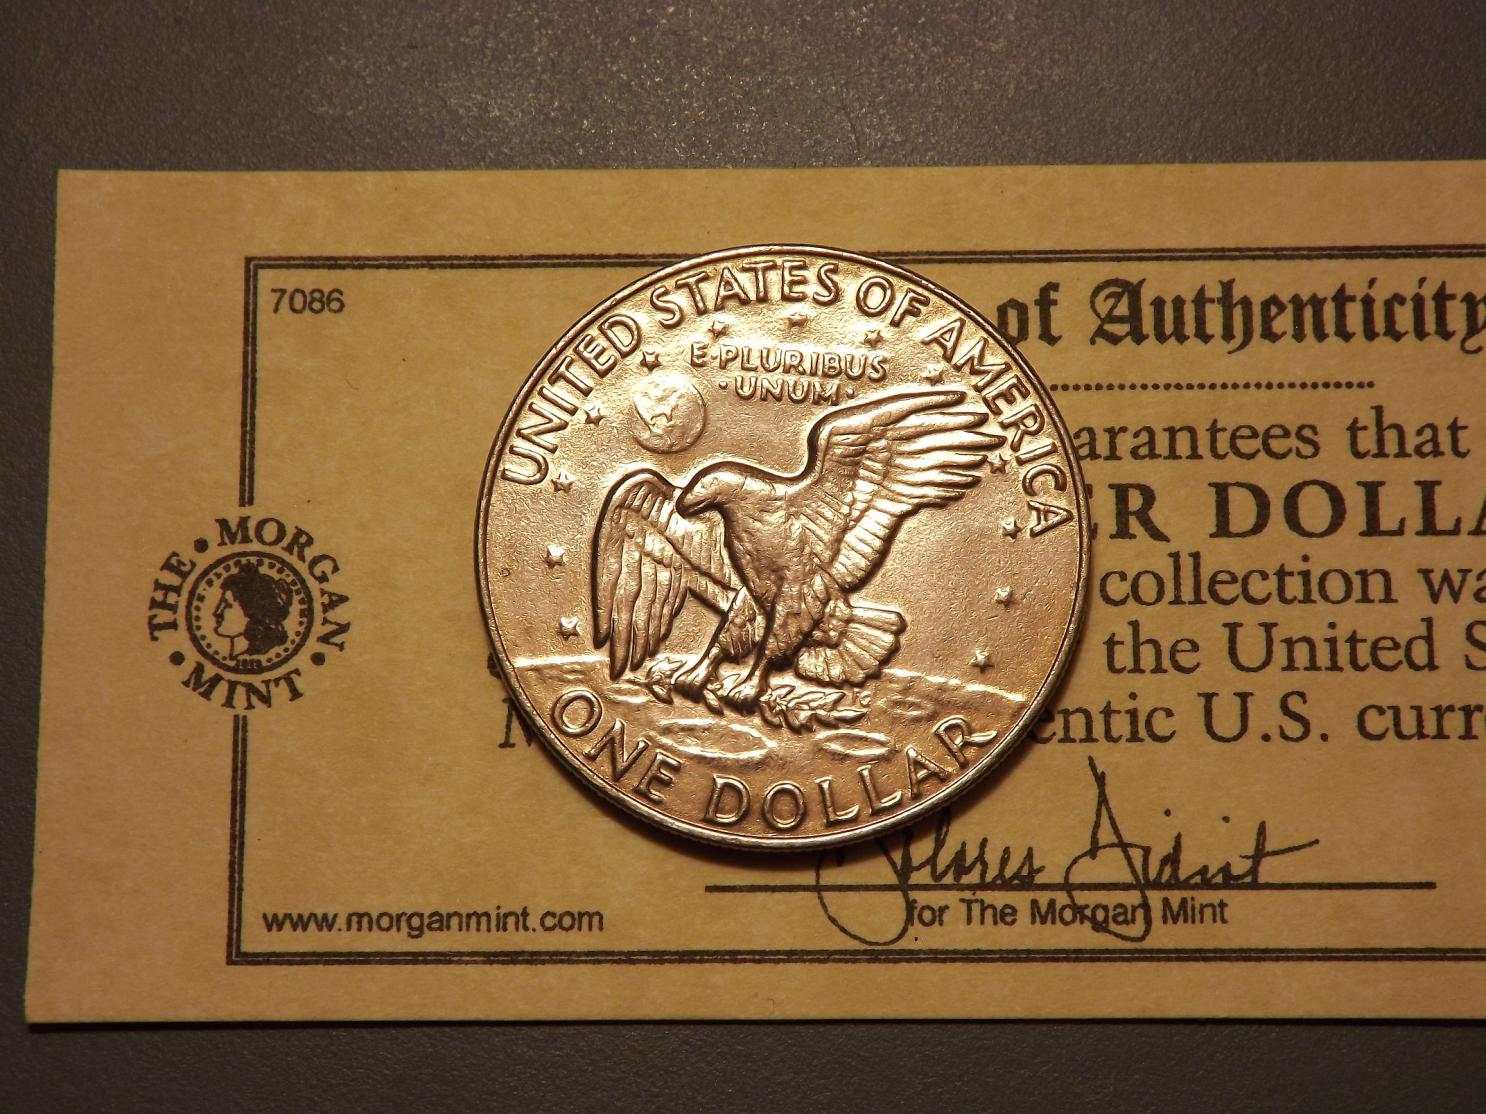 7086
of Authenticity
UNITED STATES OF AMERICA
E·PLURIBUS
·UNUM·
ONE DOLLAR
arantees that
ER DOLLA
collection wa
the United S
entic U.S. curr
THE • MORGAN • MINT •
www.morganmint.com
for The Morgan Mint